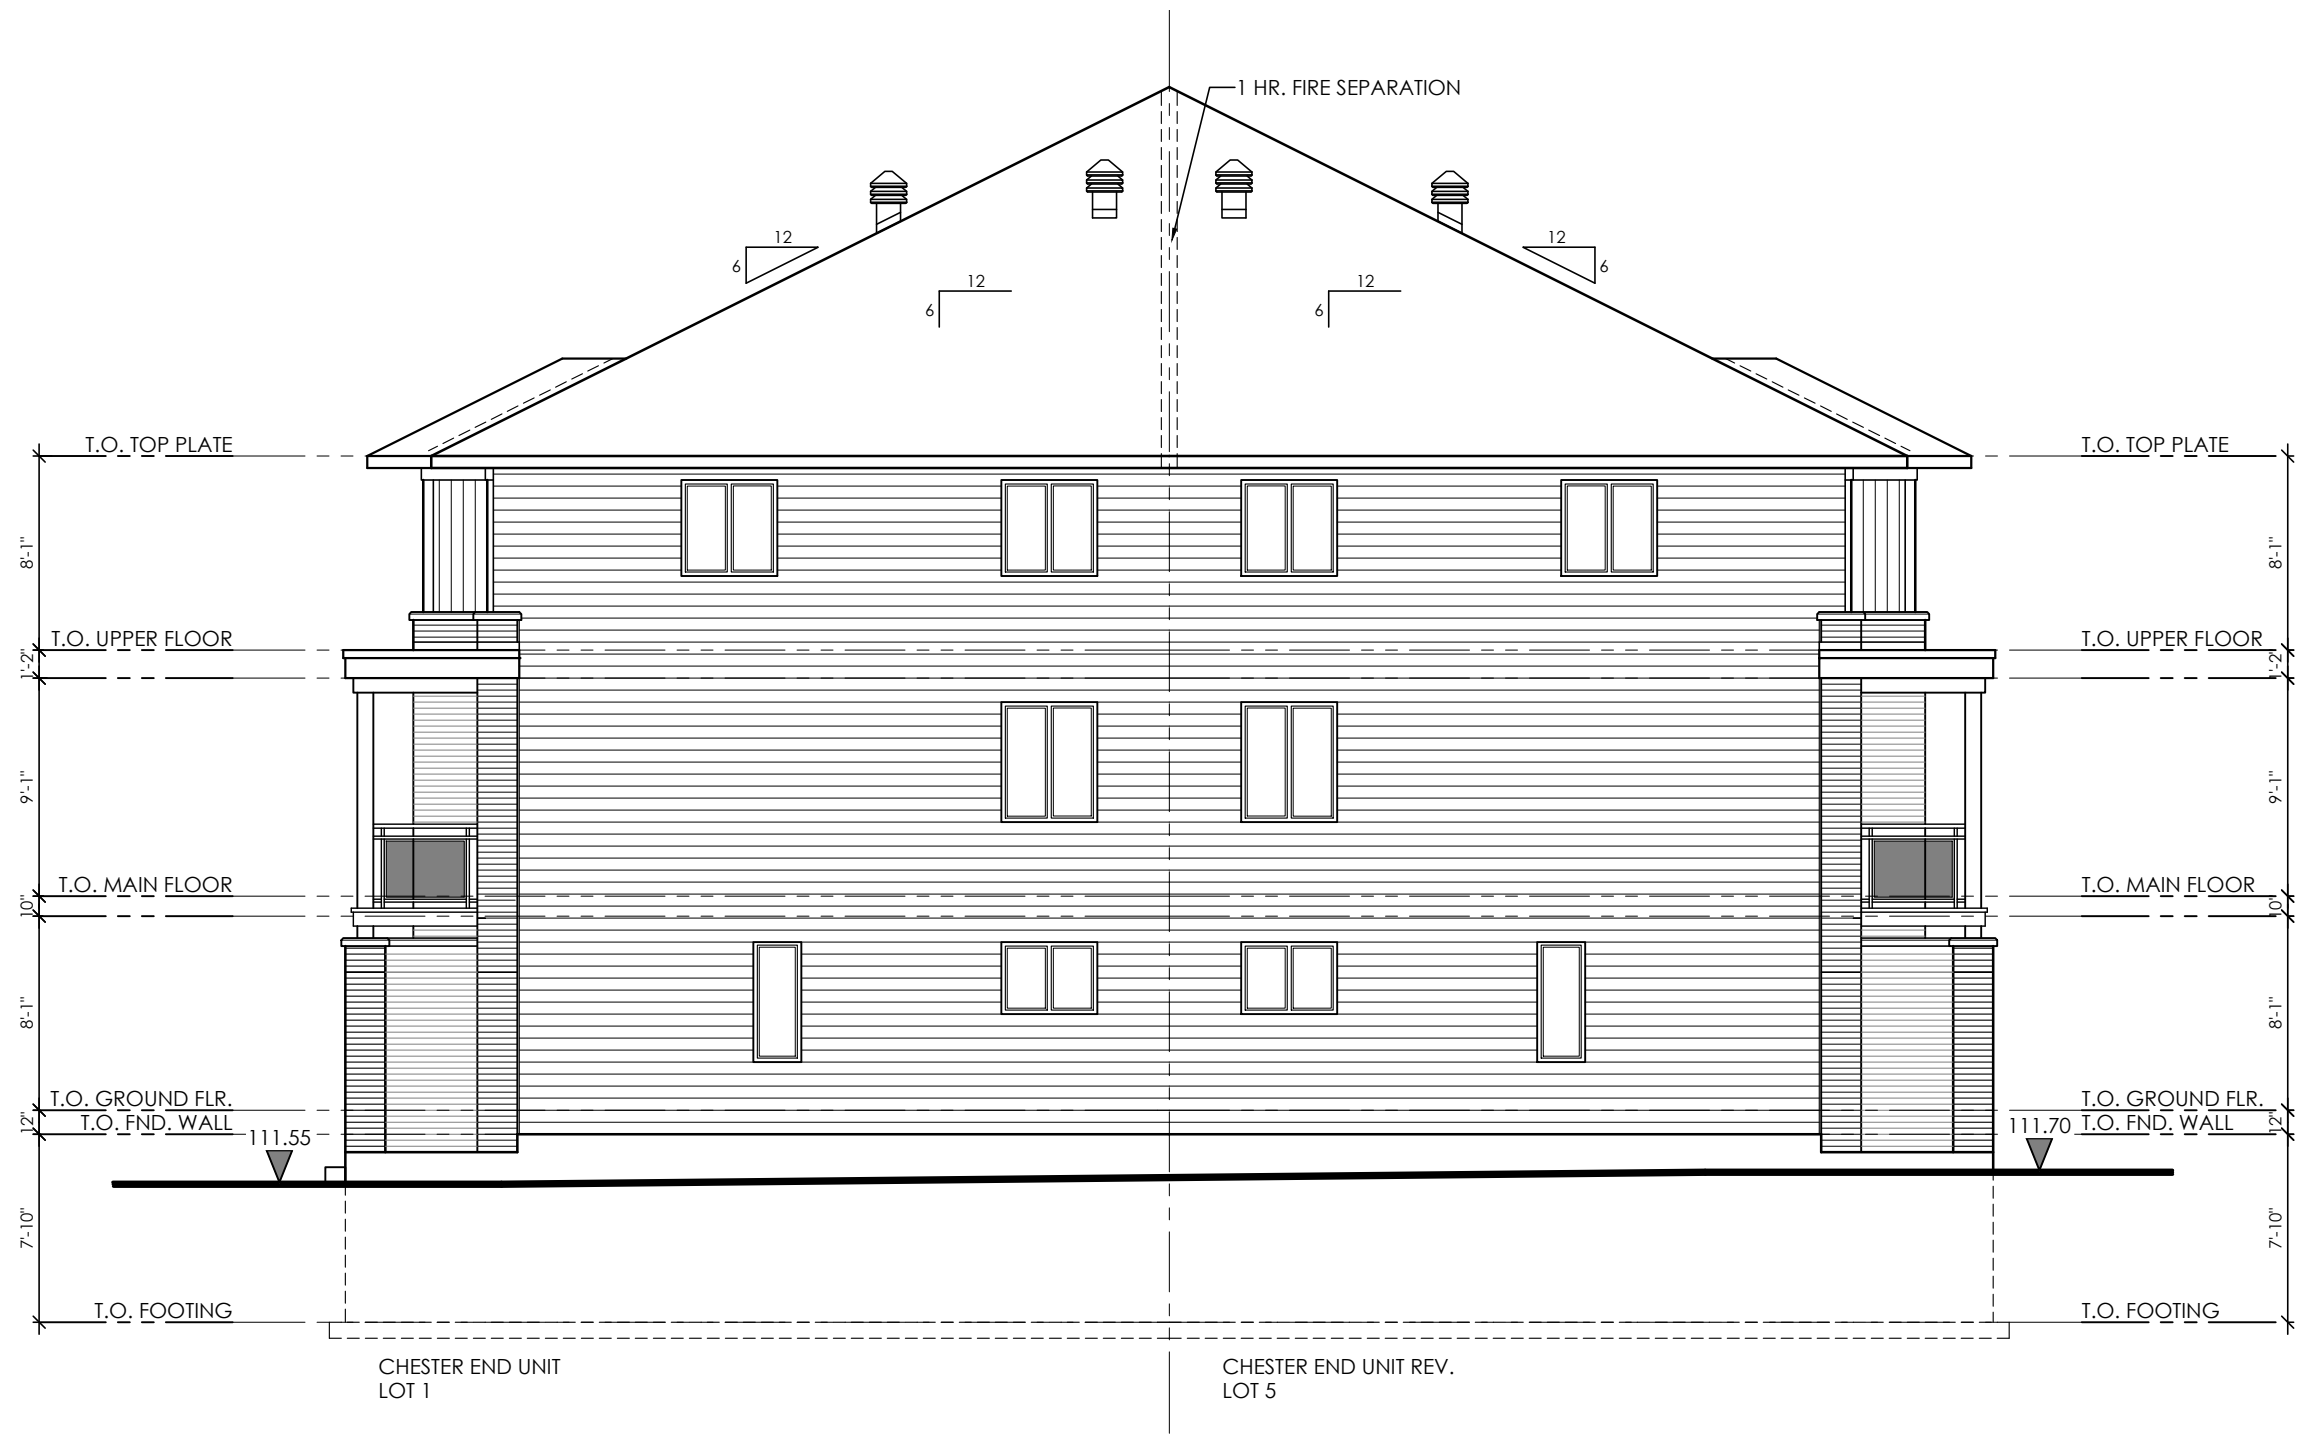 1 HR. FIRE SEPARATION
12
6
12
6
12
6
12
6
T.O. TOP PLATE
T.O. TOP PLATE
8'-1"
8'-1"
T.O. UPPER FLOOR
T.O. UPPER FLOOR
1'-2"
1'-2"
9'-1"
9'-1"
T.O. MAIN FLOOR
T.O. MAIN FLOOR
10"
10"
8'-1"
8'-1"
T.O. GROUND FLR.
T.O. GROUND FLR.
12"
12"
T.O. FND. WALL
T.O. FND. WALL
111.55
111.70
7'-10"
7'-10"
T.O. FOOTING
T.O. FOOTING
CHESTER END UNIT
LOT 1
CHESTER END UNIT REV.
LOT 5